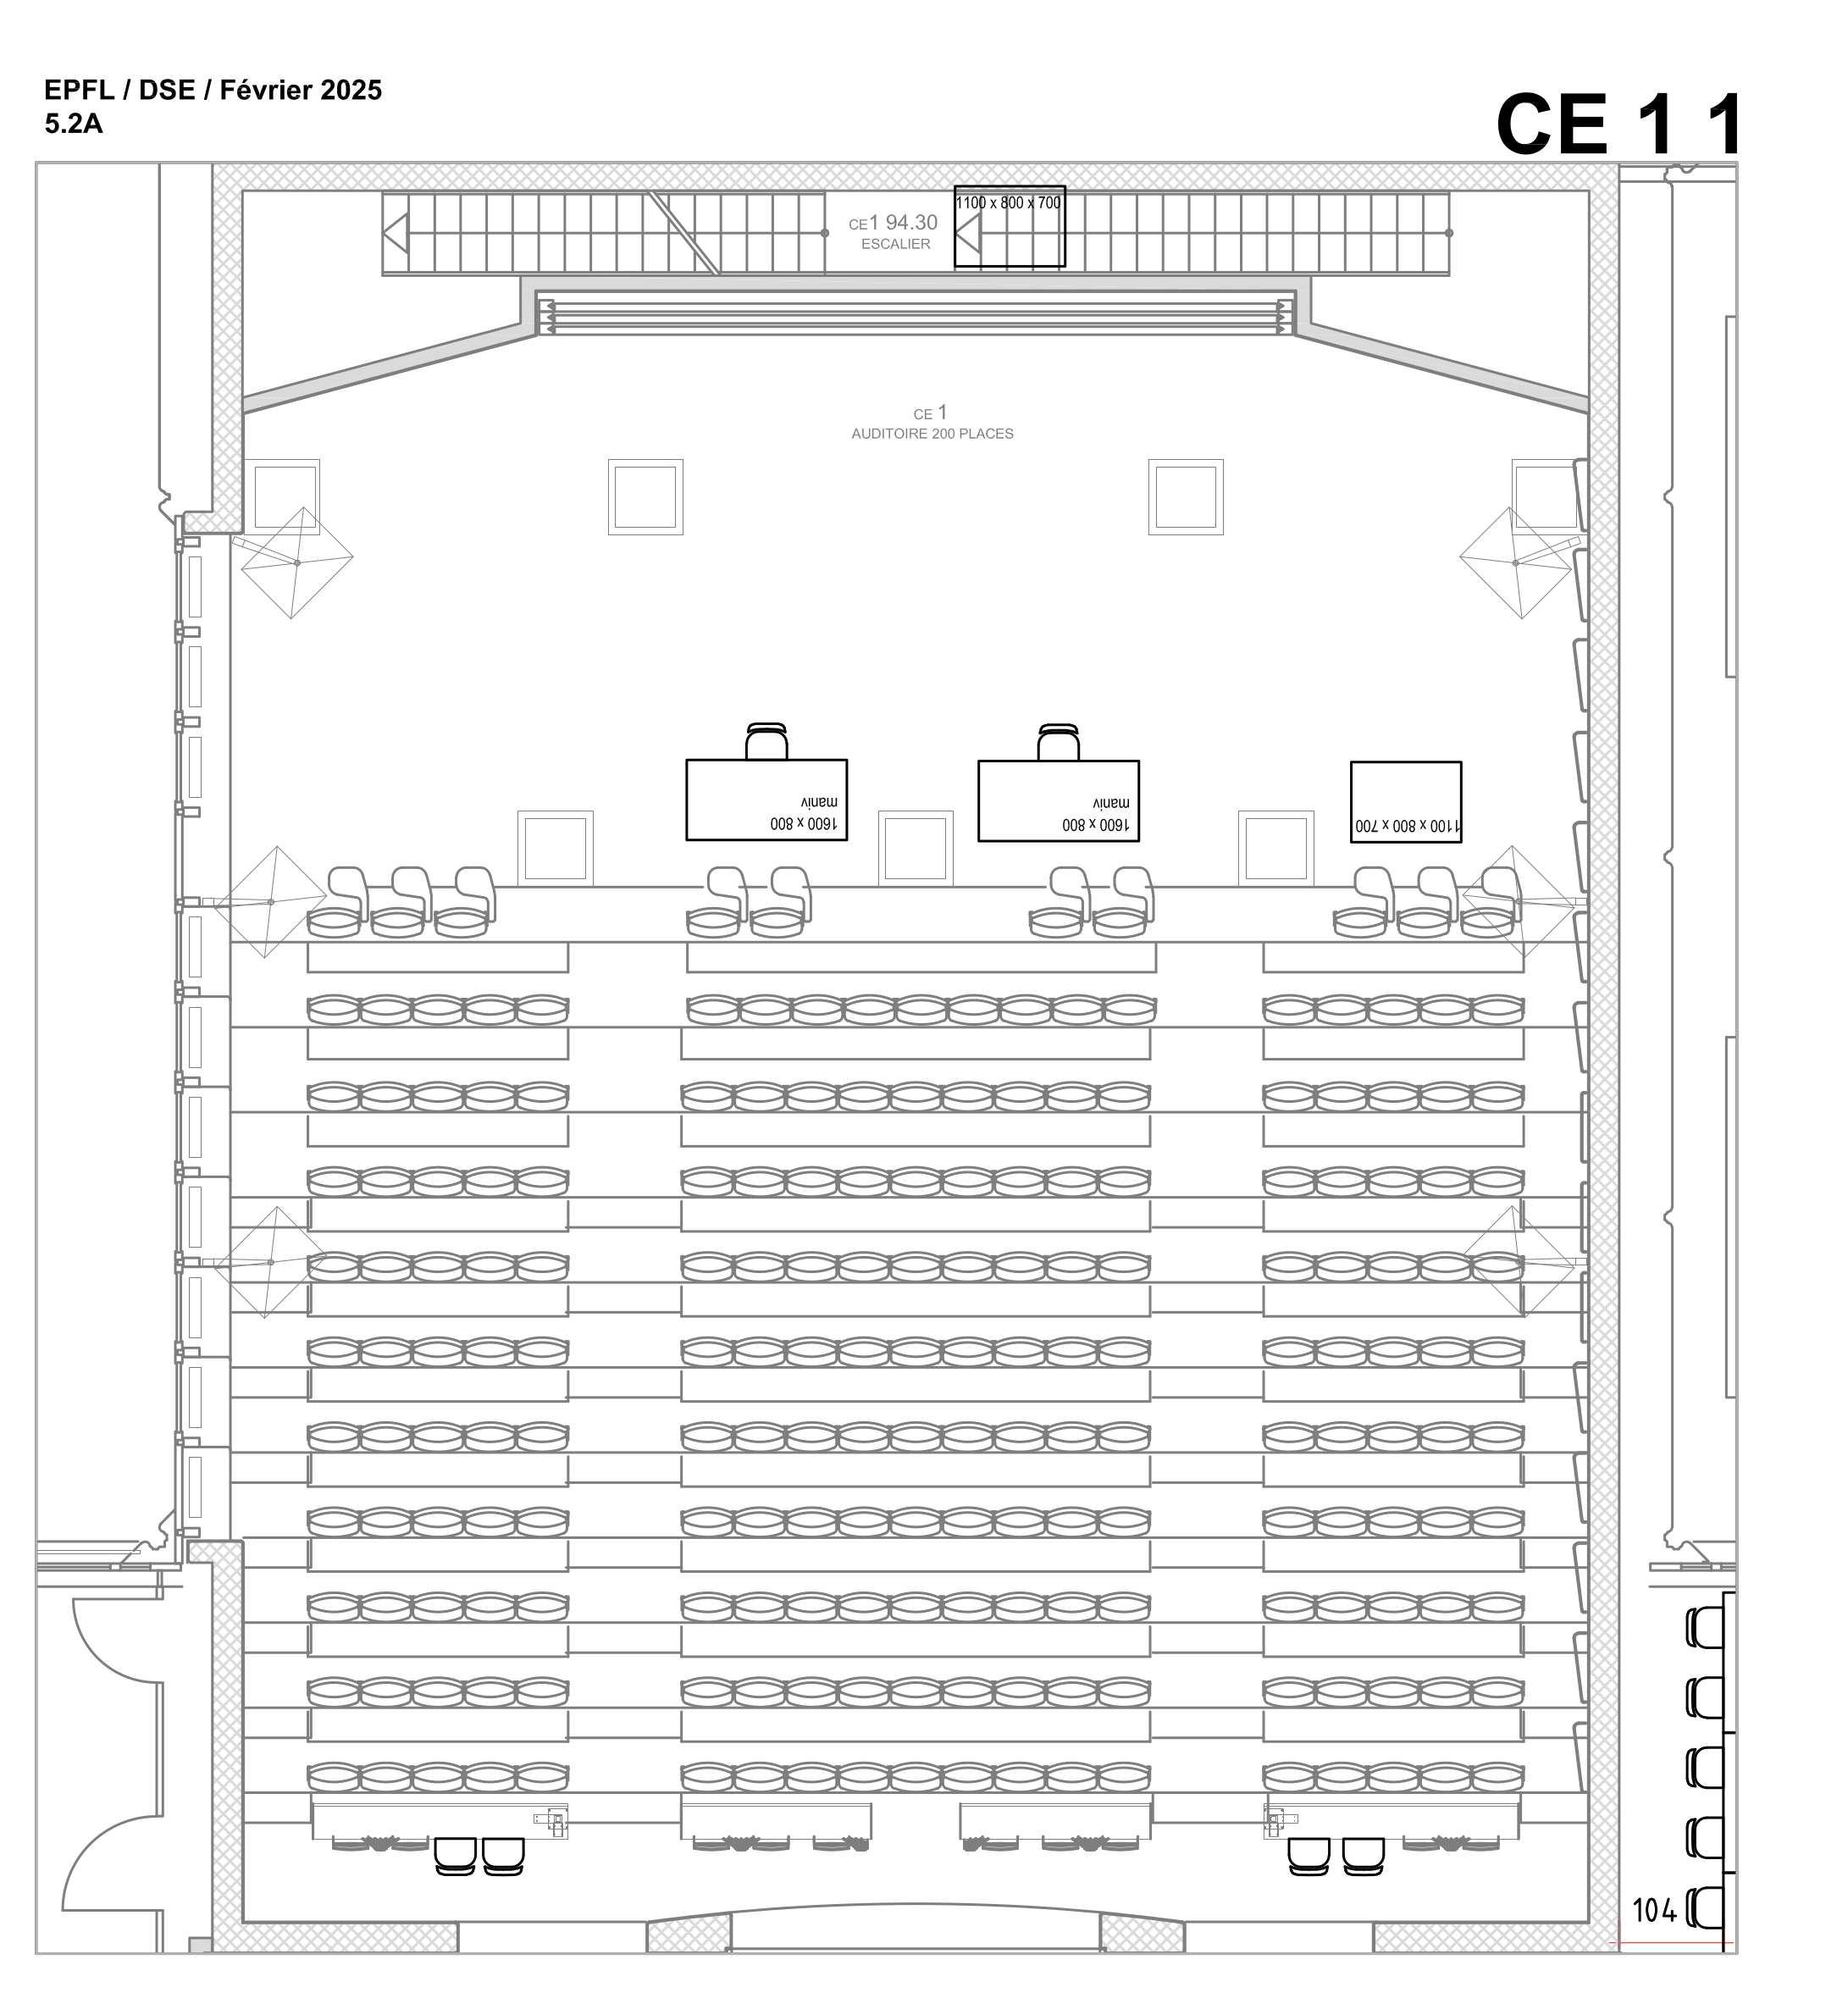 EPFL / DSE / Février 2025
5.2A
CE 1 1
1100 x 800 x 700
CE1 94.30
ESCALIER
CE 1
AUDITOIRE 200 PLACES
1600 x 800
maniv
1600 x 800
maniv
1100 x 800 x 700
104